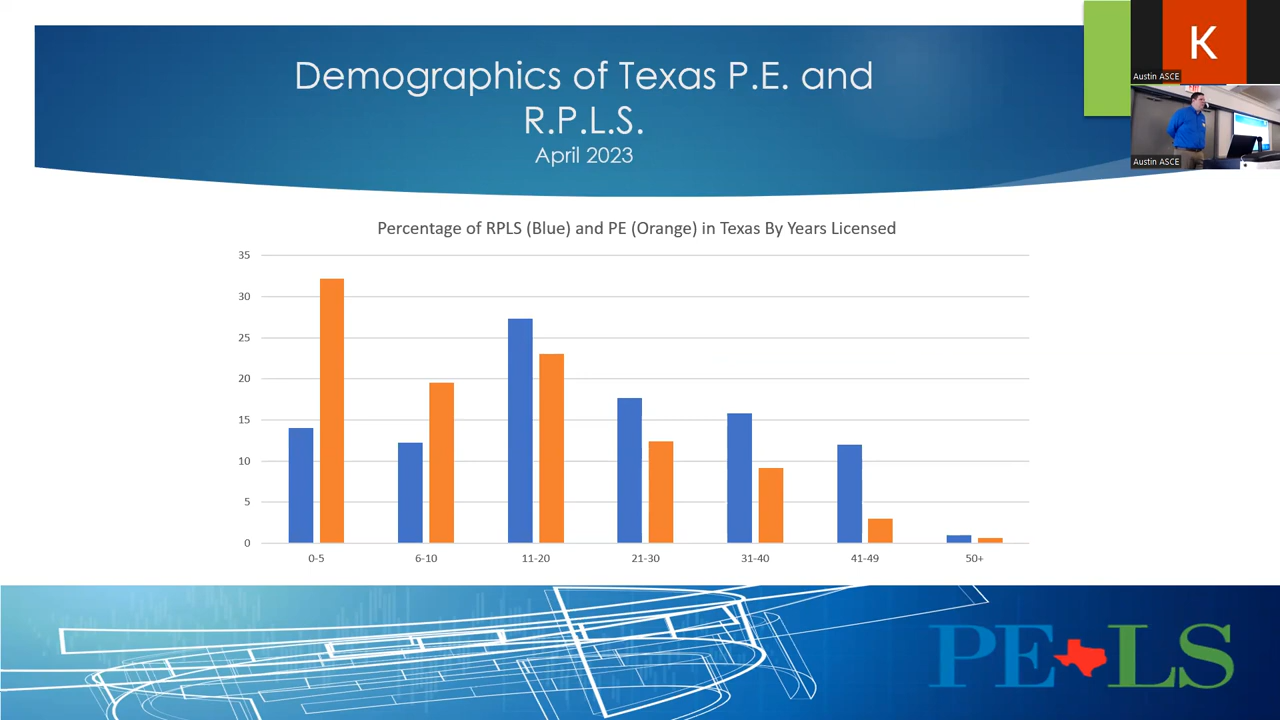 Demographics of Texas P.E. and
R.P.L.S.
April 2023
K
Austin ASCE
Austin ASCE
Percentage of RPLS (Blue) and PE (Orange) in Texas By Years Licensed
35
30
25
20
15
10
5
0
0-5
6-10
11-20
21-30
31-40
41-49
50+
PE LS